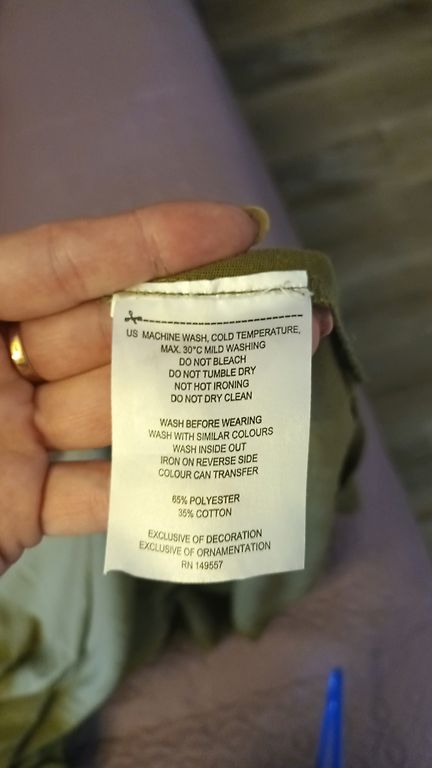 US MACHINE WASH, COLD TEMPERATURE,
MAX. 30°C MILD WASHING
DO NOT BLEACH
DO NOT TUMBLE DRY
NOT HOT IRONING
DO NOT DRY CLEAN
WASH BEFORE WEARING
WASH WITH SIMILAR COLOURS
WASH INSIDE OUT
IRON ON REVERSE SIDE
COLOUR CAN TRANSFER
65% POLYESTER
35% COTTON
EXCLUSIVE OF DECORATION
EXCLUSIVE OF ORNAMENTATION
RN 149557